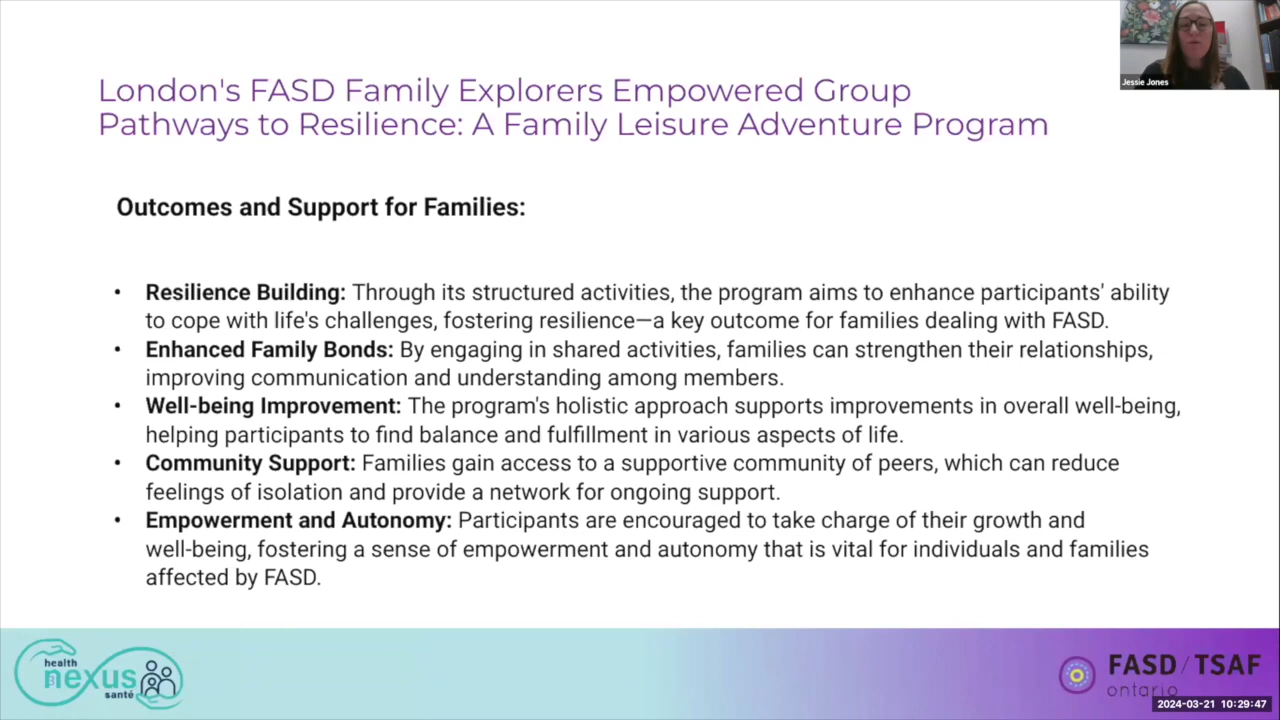 Jessie Jones
London's FASD Family Explorers Empowered Group
Pathways to Resilience: A Family Leisure Adventure Program
Outcomes and Support for Families:
• Resilience Building: Through its structured activities, the program aims to enhance participants' ability
to cope with life's challenges, fostering resilience—a key outcome for families dealing with FASD.
• Enhanced Family Bonds: By engaging in shared activities, families can strengthen their relationships,
improving communication and understanding among members.
• Well-being Improvement: The program's holistic approach supports improvements in overall well-being,
helping participants to find balance and fulfillment in various aspects of life.
• Community Support: Families gain access to a supportive community of peers, which can reduce
feelings of isolation and provide a network for ongoing support.
• Empowerment and Autonomy: Participants are encouraged to take charge of their growth and
well-being, fostering a sense of empowerment and autonomy that is vital for individuals and families
affected by FASD.
health
nexus
santé
FASD / TSAF
ontario
2024-03-21 10:29:47